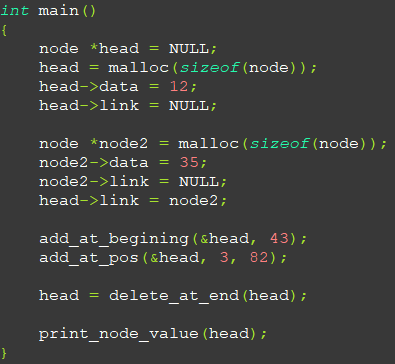 int main()
{
    node *head = NULL;
    head = malloc(sizeof(node));
    head->data = 12;
    head->link = NULL;

    node *node2 = malloc(sizeof(node));
    node2->data = 35;
    node2->link = NULL;
    head->link = node2;

    add_at_begining(&head, 43);
    add_at_pos(&head, 3, 82);

    head = delete_at_end(head);

    print_node_value(head);
}